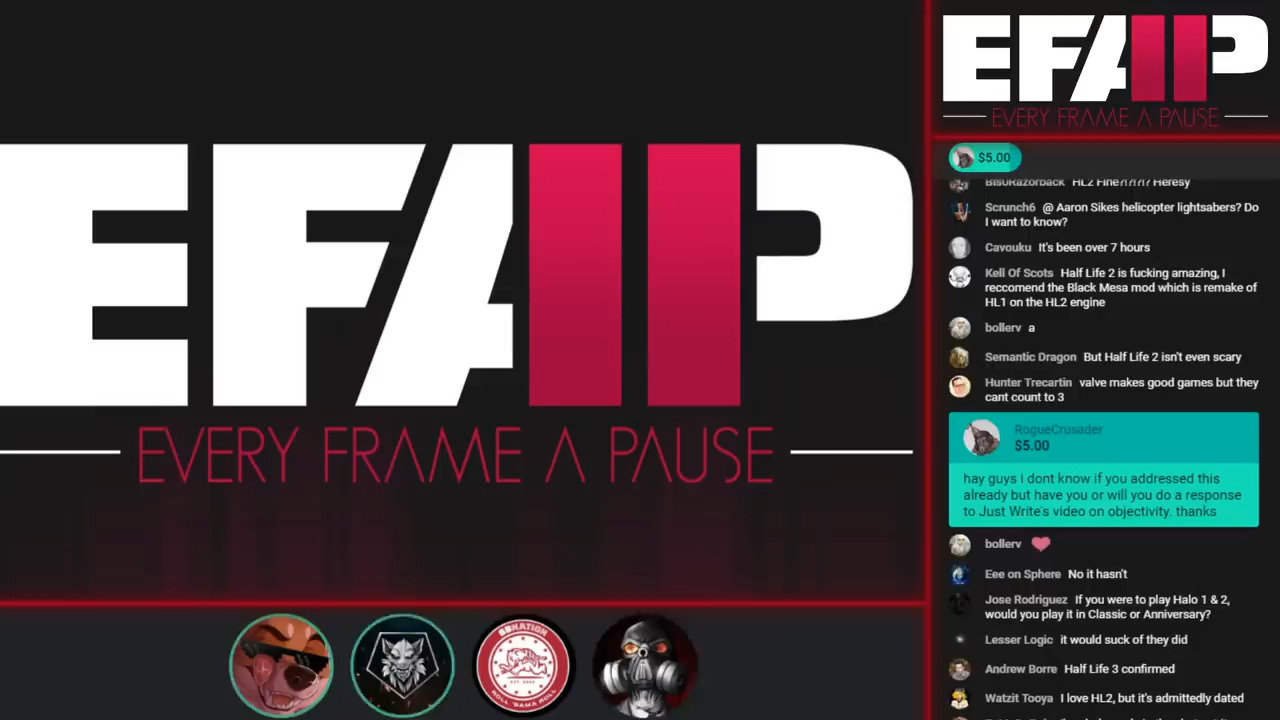 EFAP
EVERY FRAME A PAUSE
BBNATION
ROLL 'BAMA ROLL
EFAP
EVERY FRAME A PAUSE
$5.00
BisURazorback HL2 Fine?!?!?! Heresy
Scrunch6 @ Aaron Sikes helicopter lightsabers? Do
I want to know?
Cavouku It's been over 7 hours
Kell Of Scots Half Life 2 is fucking amazing, I
reccomend the Black Mesa mod which is remake of
HL1 on the HL2 engine
bollerv a
Semantic Dragon But Half Life 2 isn't even scary
Hunter Trecartin valve makes good games but they
cant count to 3
RogueCrusader
$5.00
hay guys i dont know if you addressed this
already but have you or will you do a response
to Just Write's video on objectivity. thanks
bollerv
Eee on Sphere No it hasn't
Jose Rodriguez If you were to play Halo 1 & 2,
would you play it in Classic or Anniversary?
Lesser Logic it would suck of they did
Andrew Borre Half Life 3 confirmed
Watzit Tooya I love HL2, but it's admittedly dated